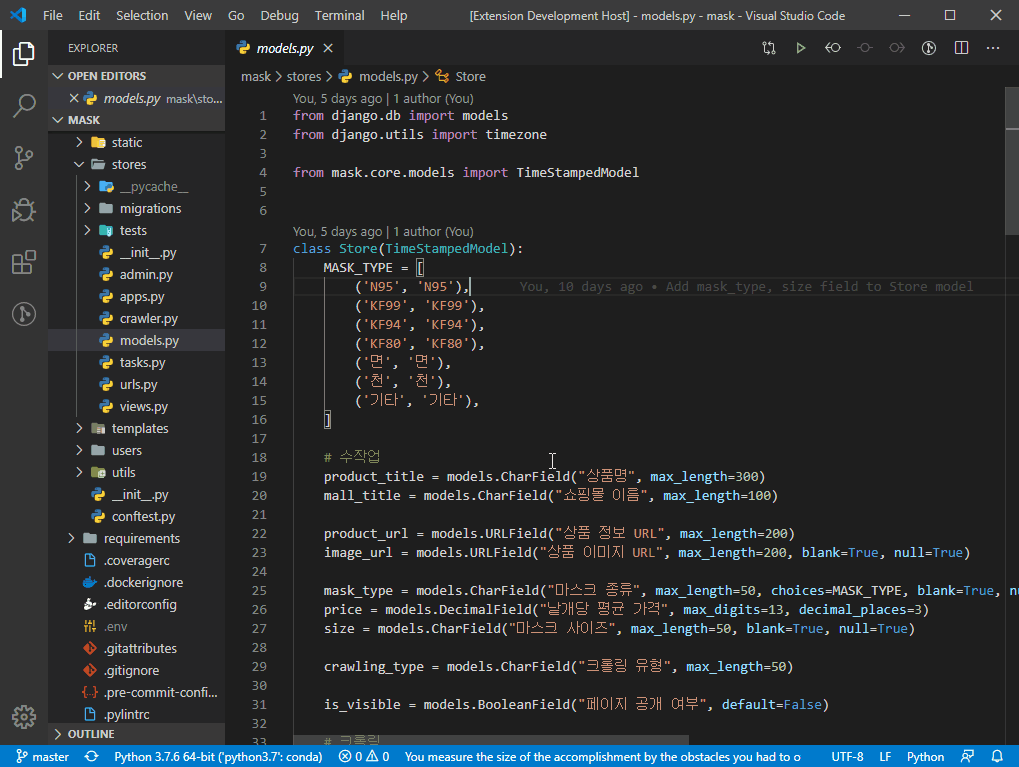 File Edit Selection View Go Debug Terminal Help [Extension Development Host] - models.py - mask - Visual Studio Code
EXPLORER
OPEN EDITORS
models.py mask\sto...
MASK
static
stores
__pycache__
migrations
tests
__init__.py
admin.py
apps.py
crawler.py
models.py
tasks.py
urls.py
views.py
templates
users
utils
__init__.py
conftest.py
requirements
.coveragerc
.dockerignore
.editorconfig
.env
.gitattributes
.gitignore
.pre-commit-confi...
.pylintrc
OUTLINE
models.py
mask > stores > models.py > Store
You, 5 days ago | 1 author (You)
1 from django.db import models
2 from django.utils import timezone
3
4 from mask.core.models import TimeStampedModel
5
6
You, 5 days ago | 1 author (You)
7 class Store(TimeStampedModel):
8 MASK_TYPE = [
9 ('N95', 'N95'), You, 10 days ago • Add mask_type, size field to Store model
10 ('KF99', 'KF99'),
11 ('KF94', 'KF94'),
12 ('KF80', 'KF80'),
13 ('면', '면'),
14 ('천', '천'),
15 ('기타', '기타'),
16 ]
17
18 # 수작업
19 product_title = models.CharField("상품명", max_length=300)
20 mall_title = models.CharField("쇼핑몰 이름", max_length=100)
21
22 product_url = models.URLField("상품 정보 URL", max_length=200)
23 image_url = models.URLField("상품 이미지 URL", max_length=200, blank=True, null=True)
24
25 mask_type = models.CharField("마스크 종류", max_length=50, choices=MASK_TYPE, blank=True, n
26 price = models.DecimalField("낱개당 평균 가격", max_digits=13, decimal_places=3)
27 size = models.CharField("마스크 사이즈", max_length=50, blank=True, null=True)
28
29 crawling_type = models.CharField("크롤링 유형", max_length=50)
30
31 is_visible = models.BooleanField("페이지 공개 여부", default=False)
32
33 # 크롤링
master Python 3.7.6 64-bit ('python3.7': conda) 0 0 You measure the size of the accomplishment by the obstacles you had to o UTF-8 LF Python